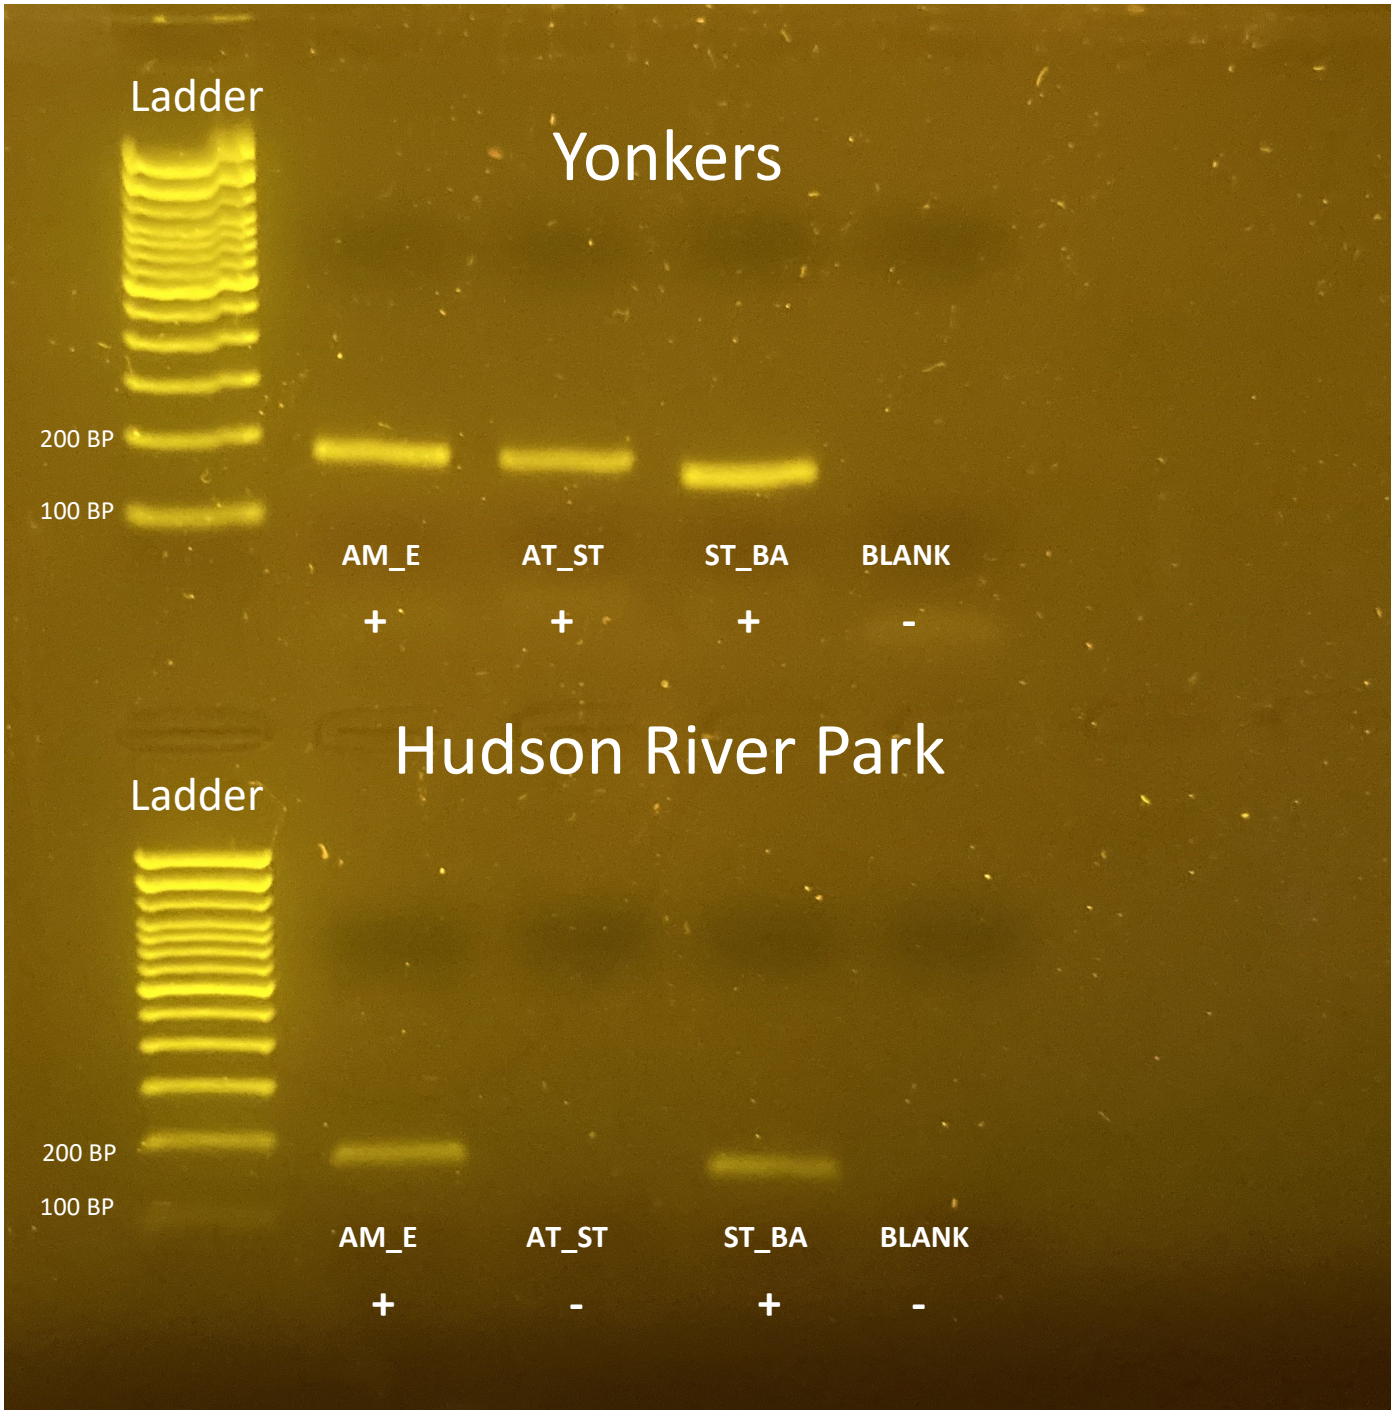 Ladder
Yonkers
200 BP
100 BP
AM_E AT_ST ST_BA BLANK
+ + + -
Hudson River Park
Ladder
200 BP
100 BP
AM_E AT_ST ST_BA BLANK
+ - + -